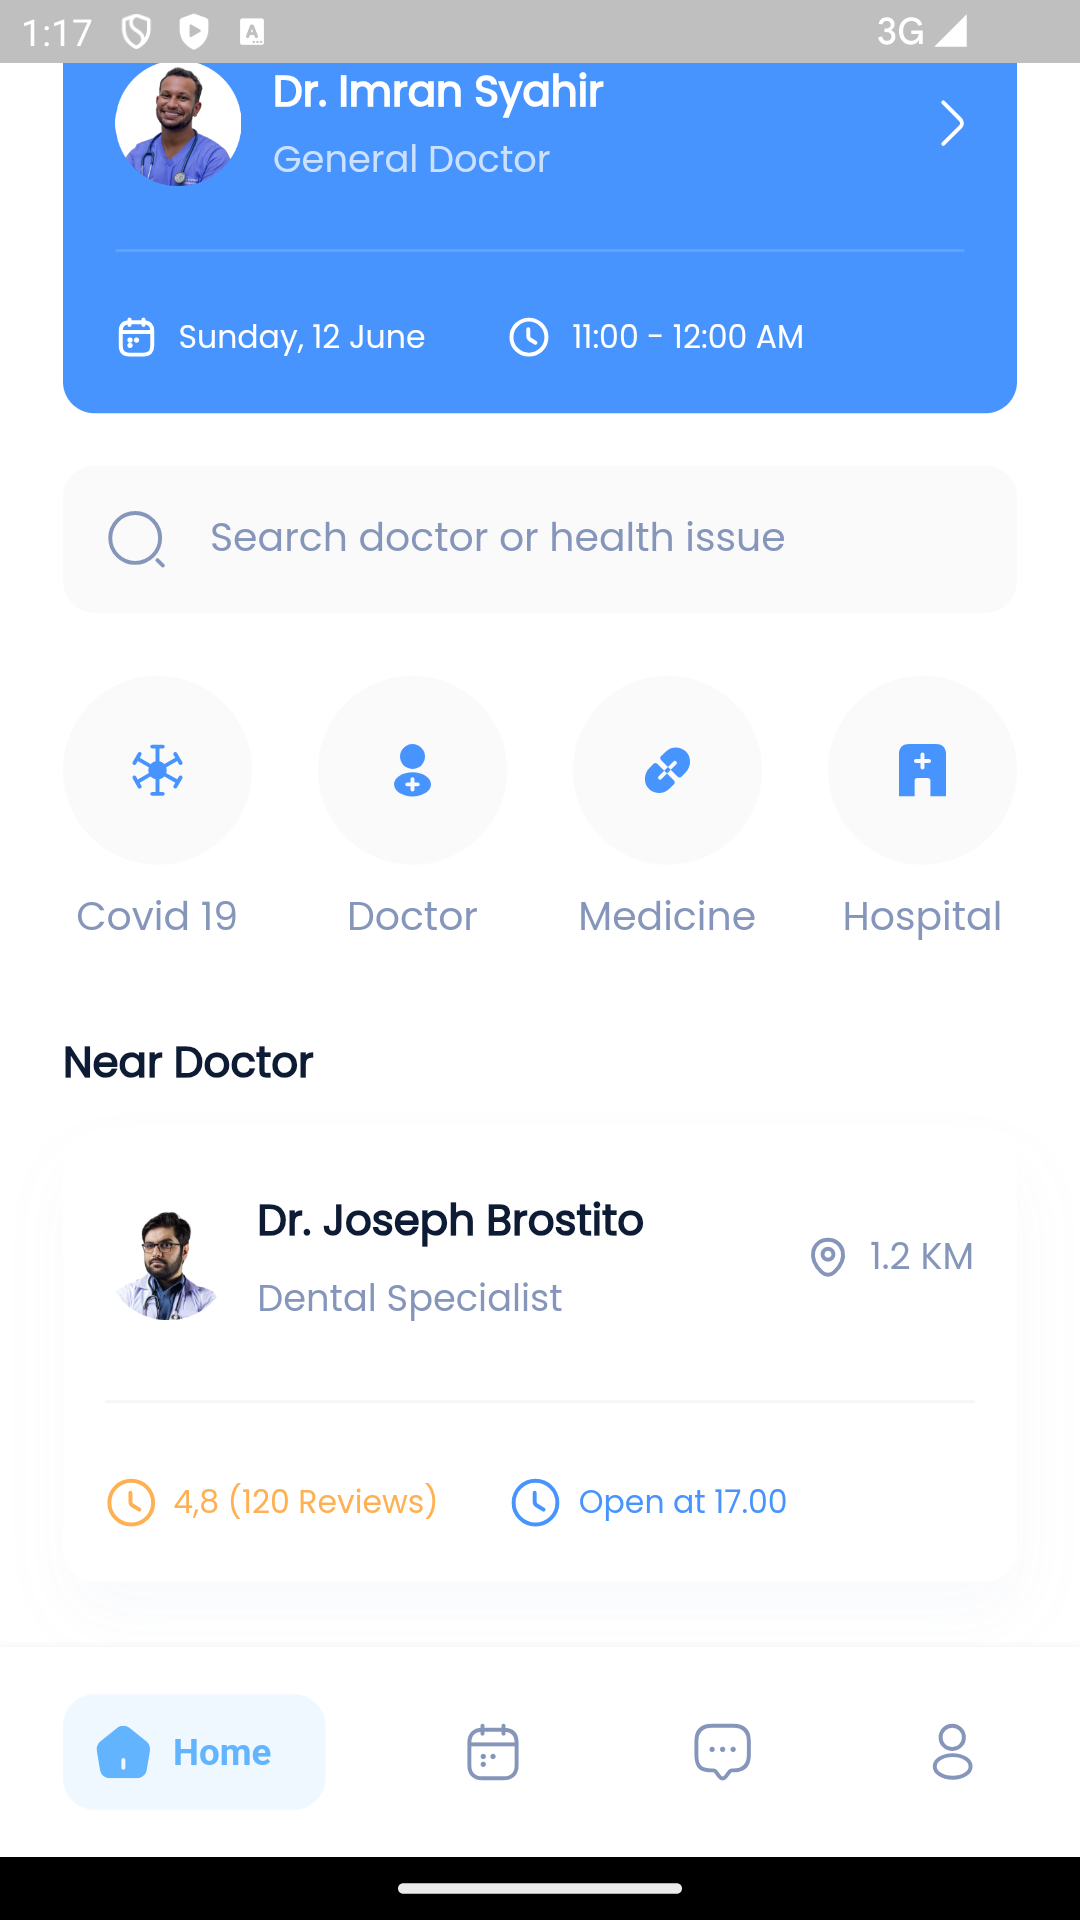 1:17
3G
Dr. Imran Syahir
General Doctor
Sunday, 12 June
11:00 - 12:00 AM
Search doctor or health issue
Covid 19
Doctor
Medicine
Hospital
Near Doctor
Dr. Joseph Brostito
Dental Specialist
1.2 KM
4,8 (120 Reviews)
Open at 17.00
Home